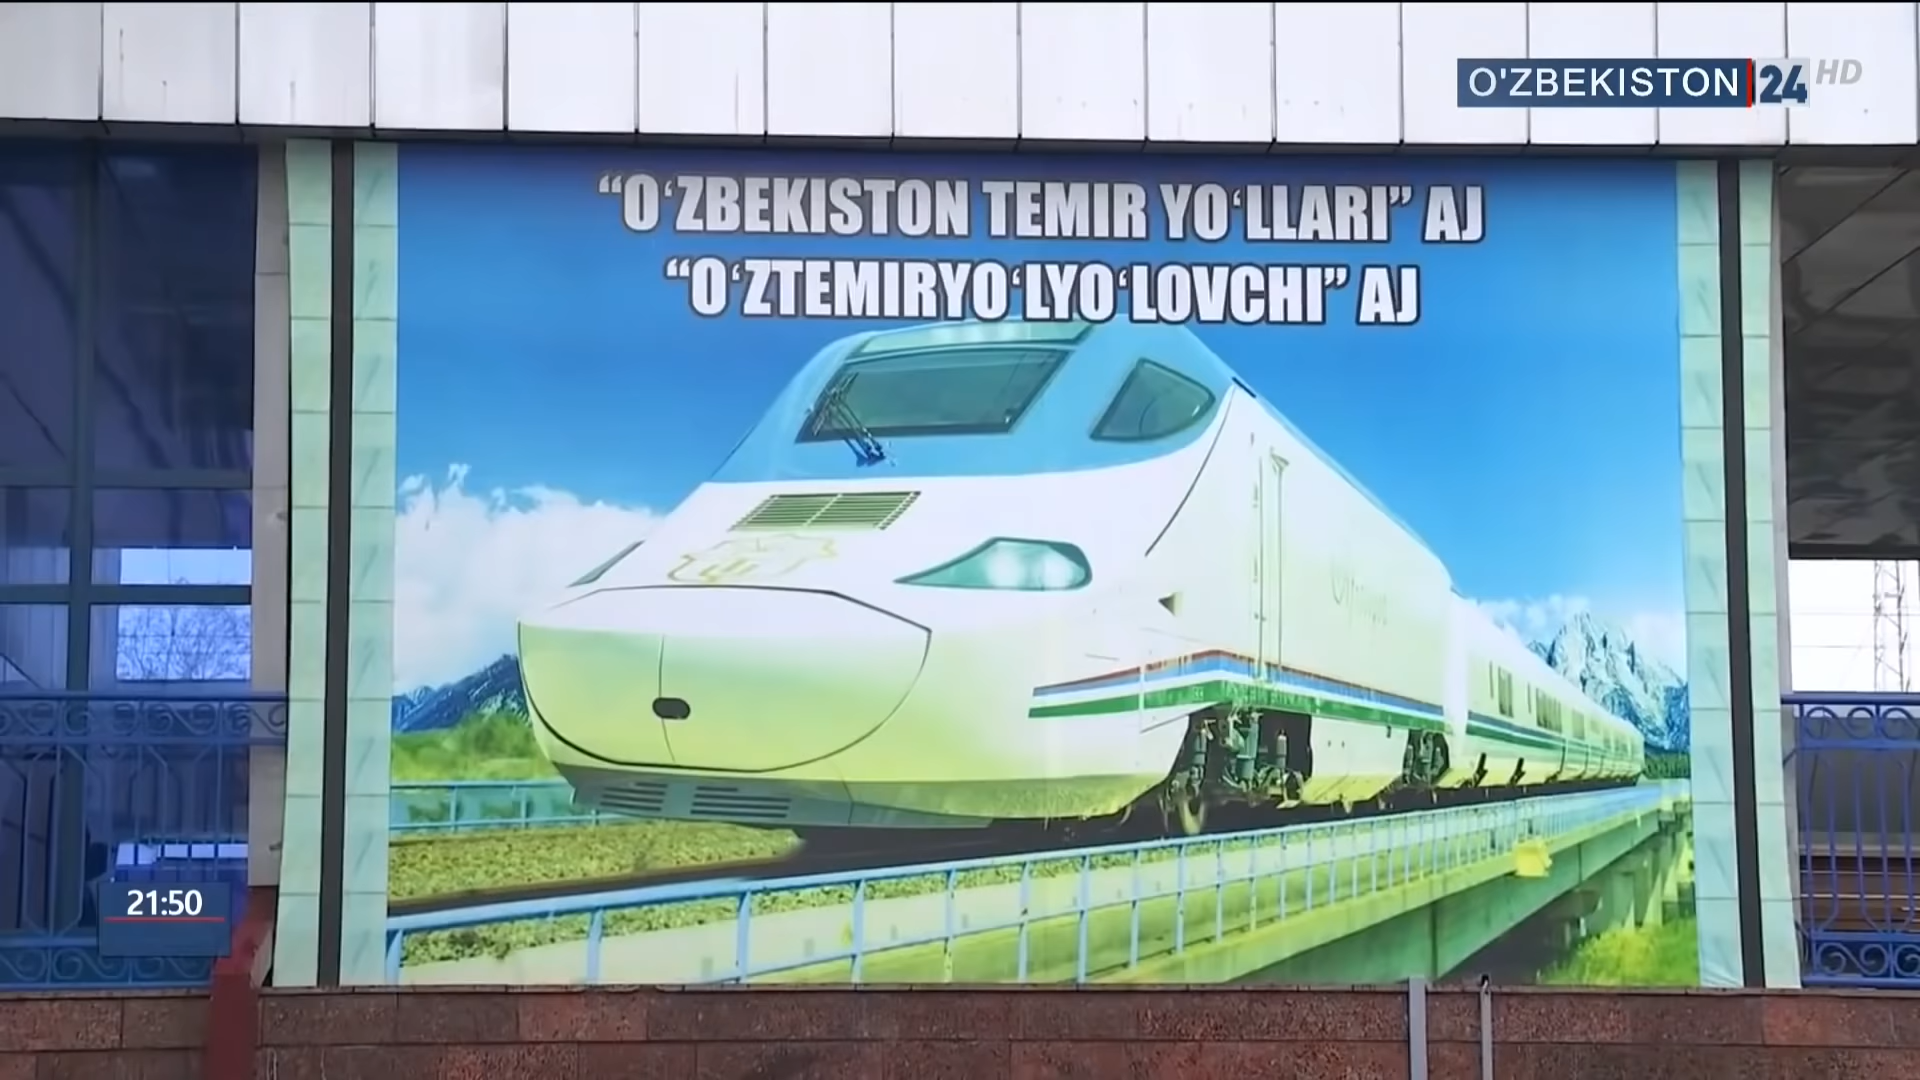 O'ZBEKISTON 24 HD
“O‘ZBEKISTON TEMIR YO‘LLARI” AJ
“O‘ZTEMIRYO‘LYO‘LOVCHI” AJ
21:50